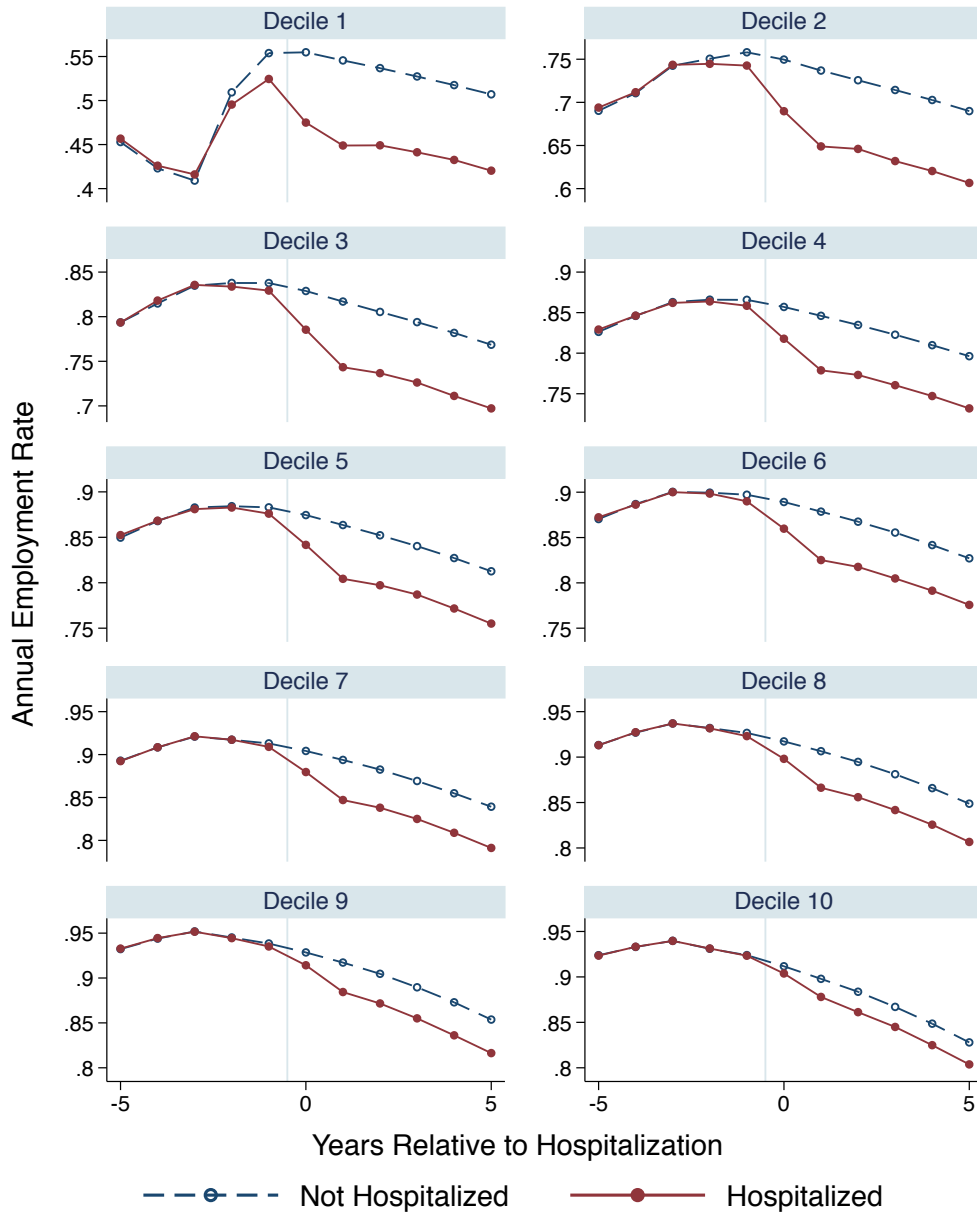 Decile 1
Decile 2
.55
.5
.45
.4
.75
.7
.65
.6
Decile 3
Decile 4
.85
.8
.75
.7
.9
.85
.8
.75
Decile 5
Decile 6
.9
.85
.8
.75
.9
.85
.8
.75
Decile 7
Decile 8
.95
.9
.85
.8
.95
.9
.85
.8
Decile 9
Decile 10
.95
.9
.85
.8
.95
.9
.85
.8
-5 0 5
-5 0 5
Annual Employment Rate
Years Relative to Hospitalization
Not Hospitalized
Hospitalized